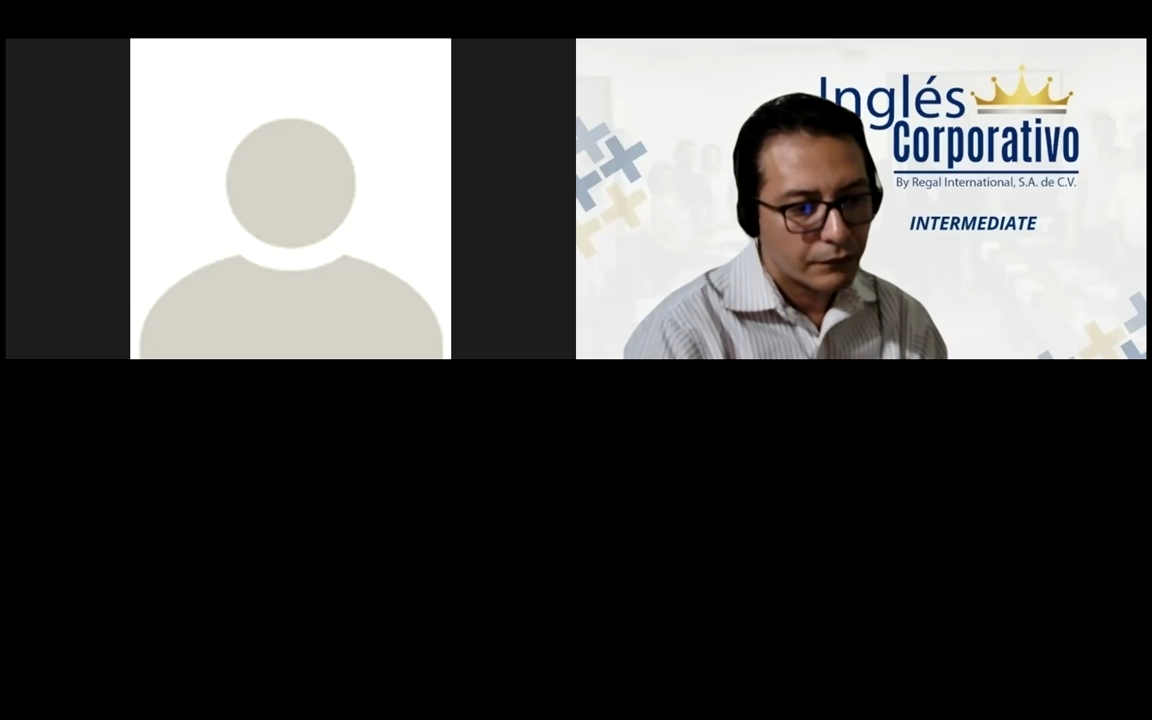 Inglés
Corporativo
By Regal International, S.A. de C.V.
INTERMEDIATE